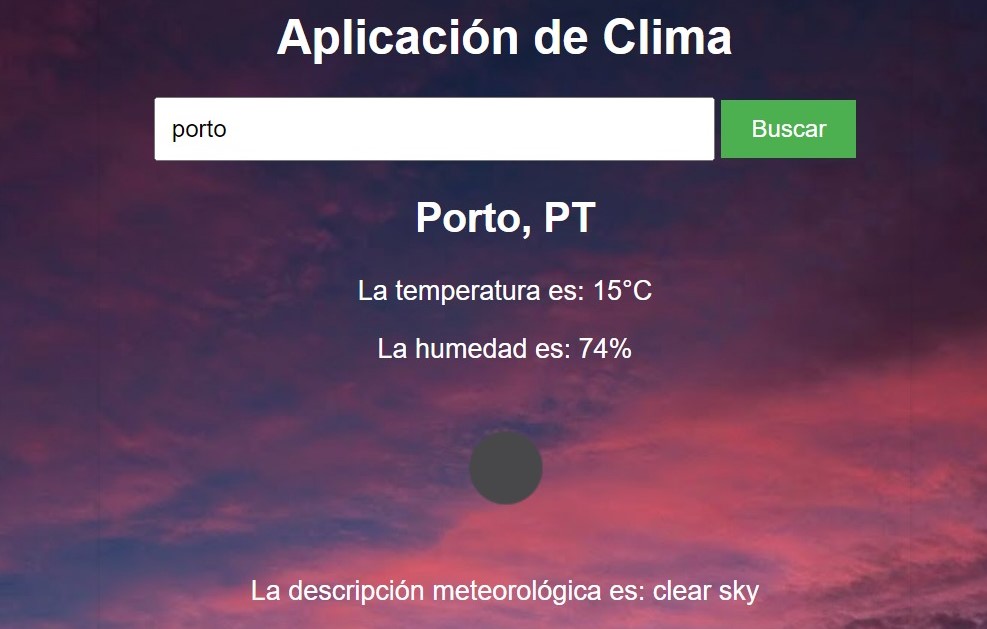 Aplicación de Clima
porto Buscar
Porto, PT
La temperatura es: 15°C
La humedad es: 74%
La descripción meteorológica es: clear sky